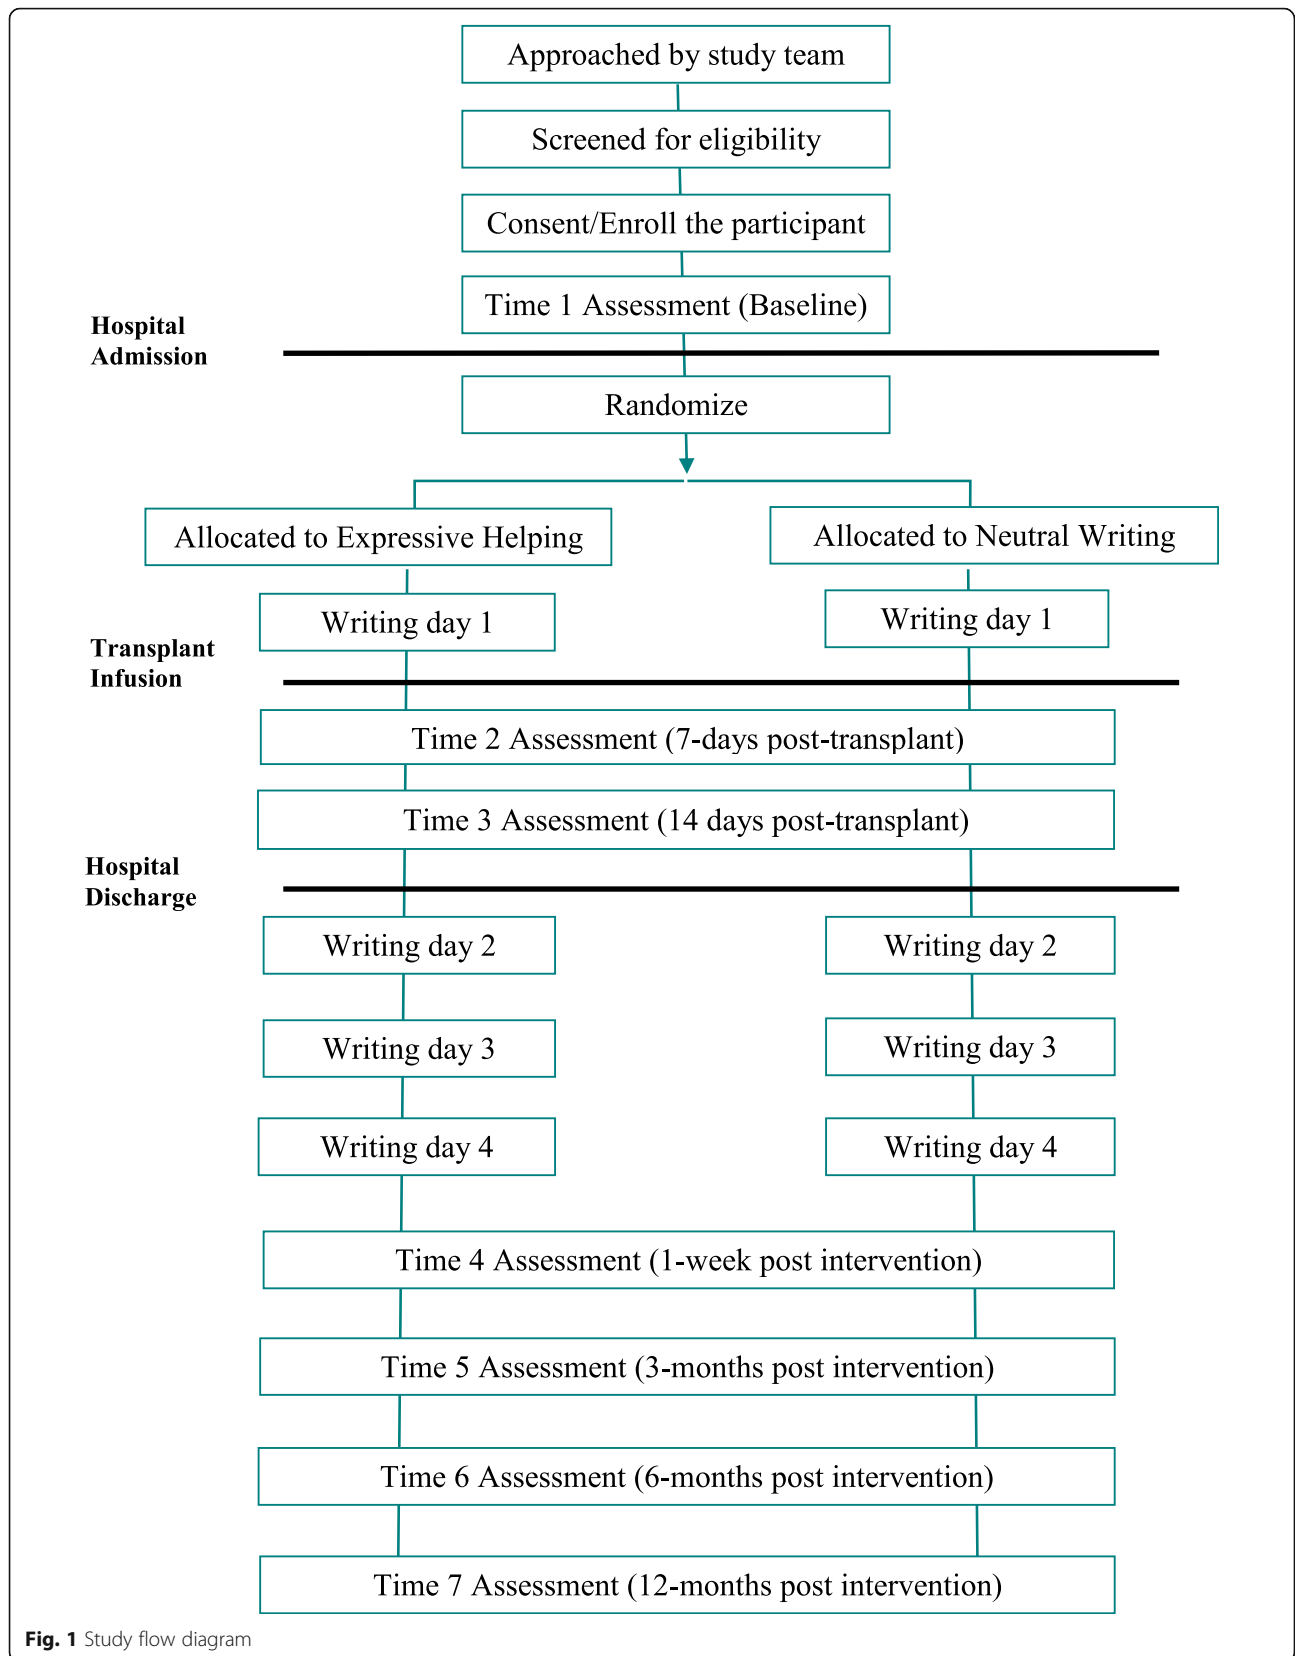 Approached by study team
Screened for eligibility
Consent/Enroll the participant
Time 1 Assessment (Baseline)
Hospital
Admission
Randomize
Allocated to Expressive Helping
Allocated to Neutral Writing
Writing day 1
Writing day 1
Transplant
Infusion
Time 2 Assessment (7-days post-transplant)
Time 3 Assessment (14 days post-transplant)
Hospital
Discharge
Writing day 2
Writing day 2
Writing day 3
Writing day 3
Writing day 4
Writing day 4
Time 4 Assessment (1-week post intervention)
Time 5 Assessment (3-months post intervention)
Time 6 Assessment (6-months post intervention)
Time 7 Assessment (12-months post intervention)
Fig. 1 Study flow diagram